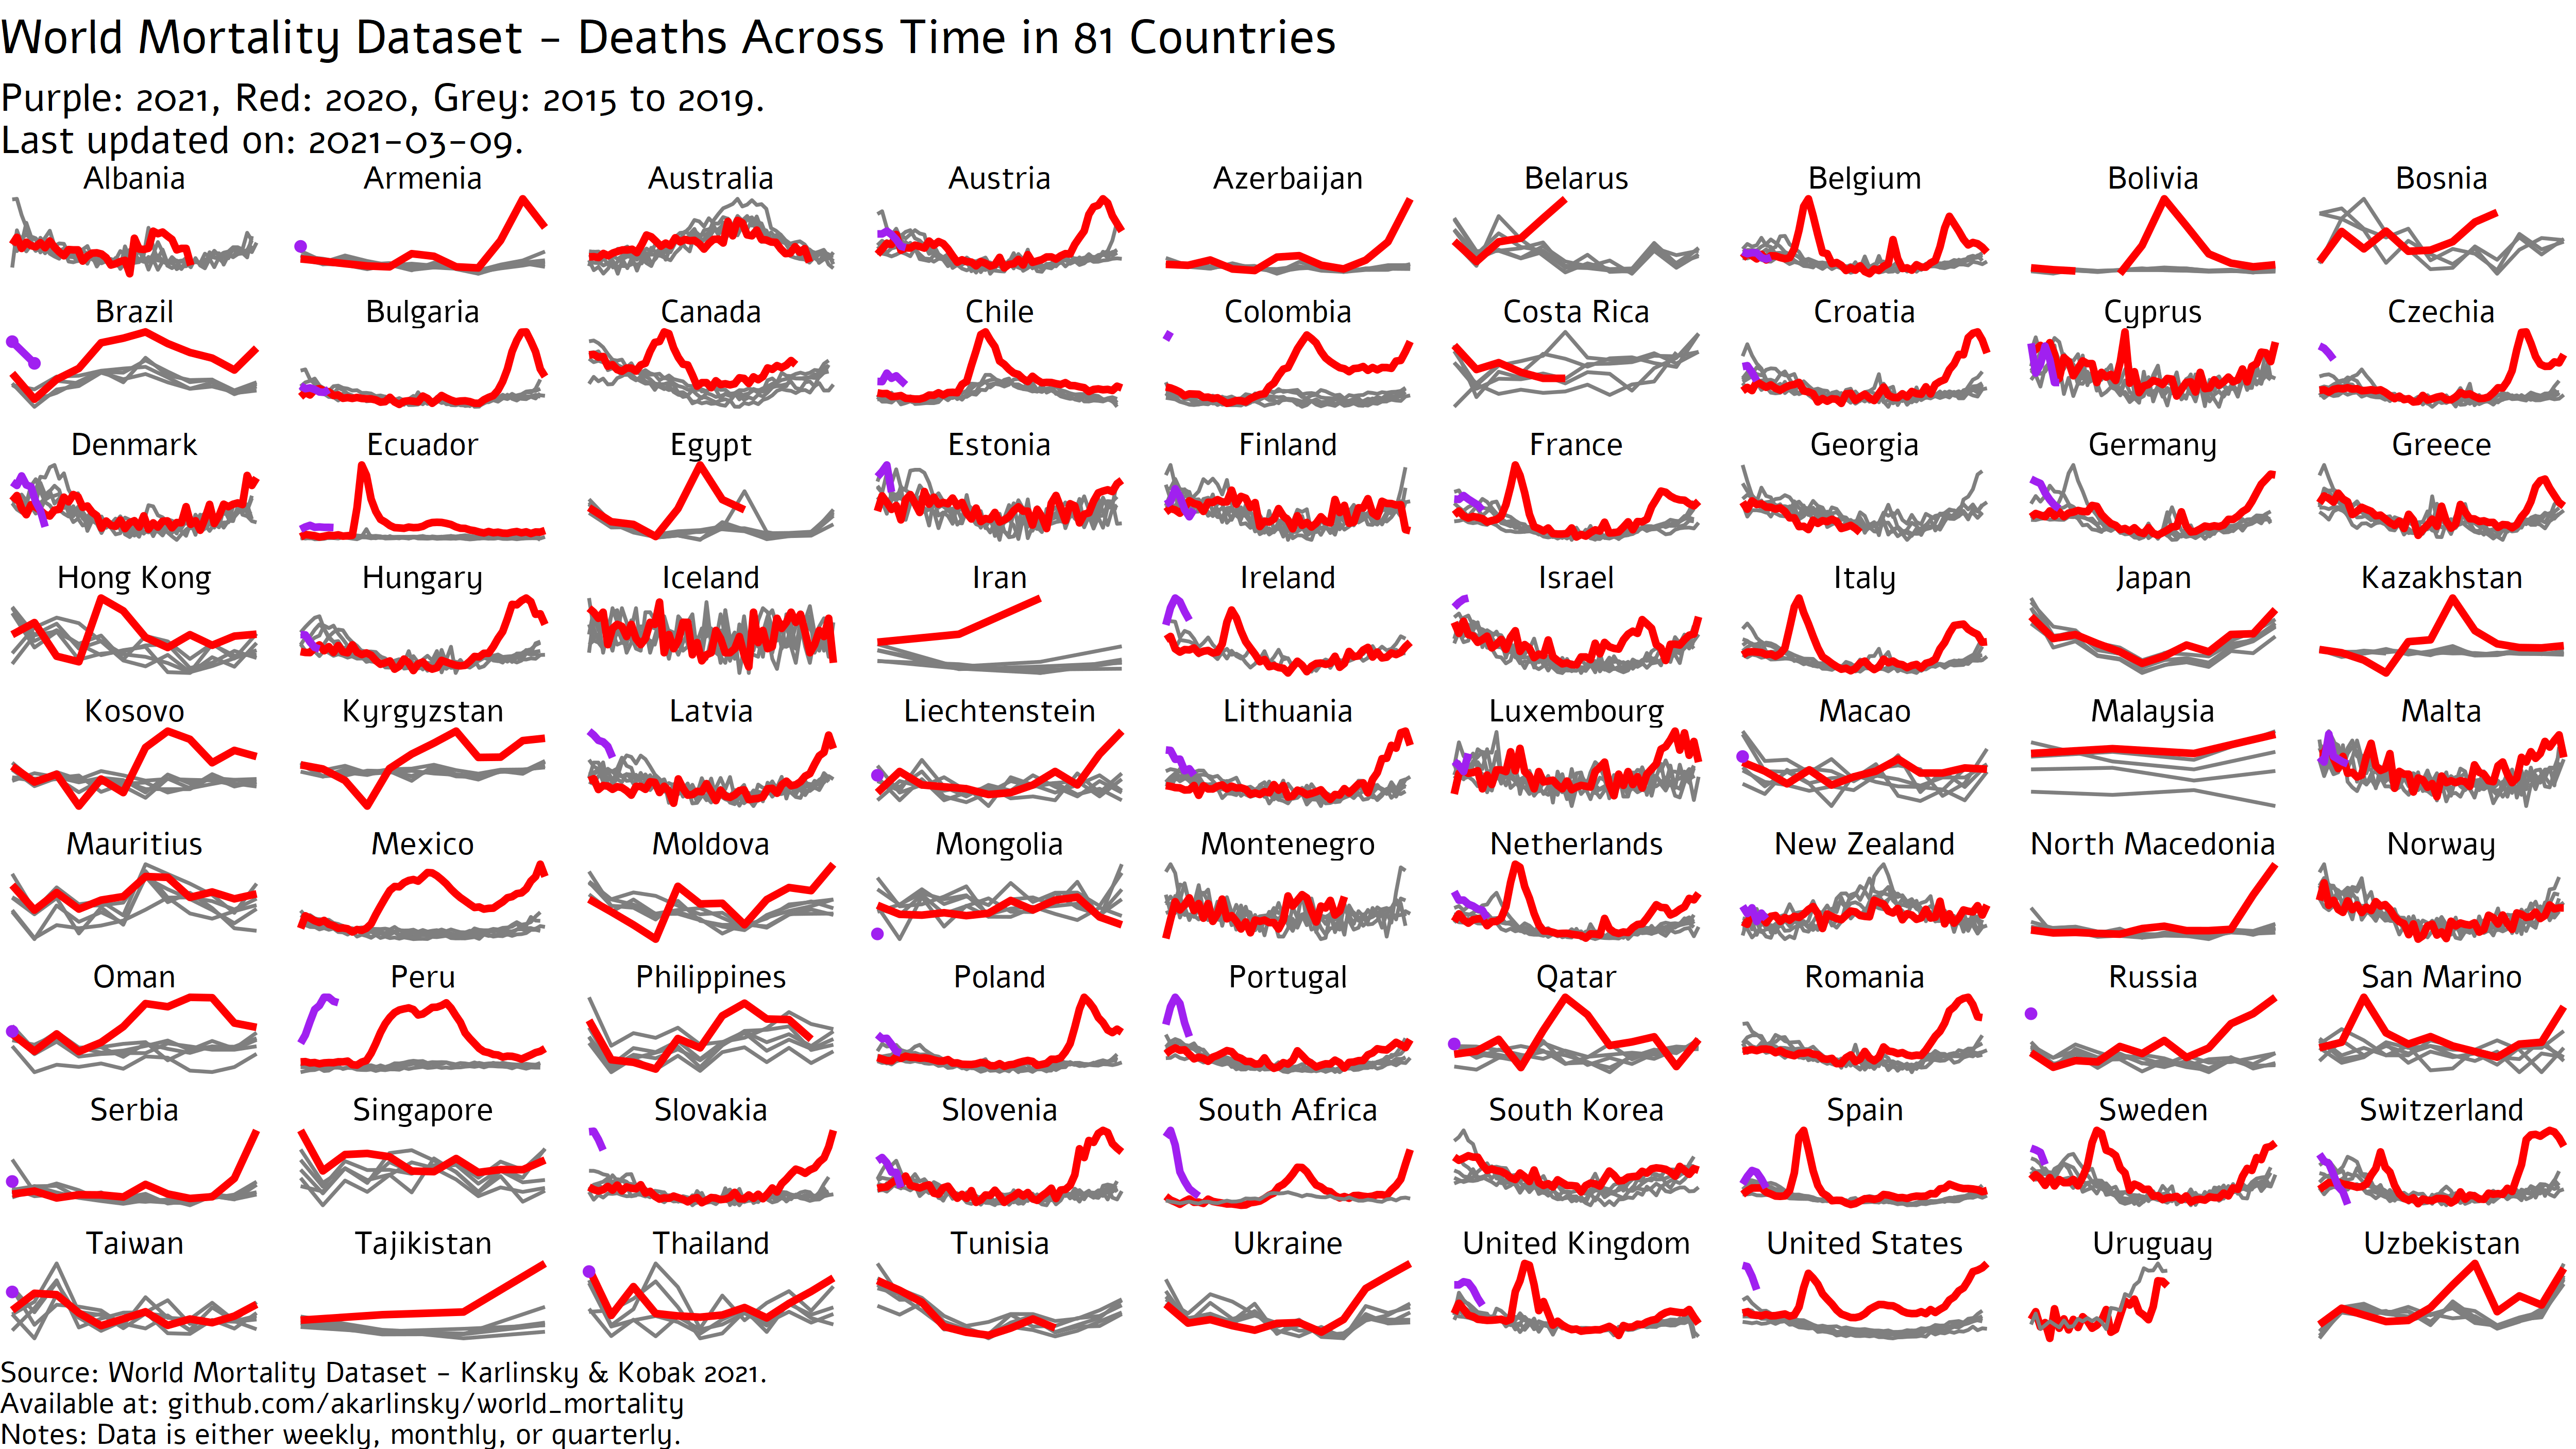 World Mortality Dataset - Deaths Across Time in 81 Countries
Purple: 2021, Red: 2020, Grey: 2015 to 2019.
Last updated on: 2021-03-09.
Albania Armenia Australia Austria Azerbaijan Belarus Belgium Bolivia Bosnia
Brazil Bulgaria Canada Chile Colombia Costa Rica Croatia Cyprus Czechia
Denmark Ecuador Egypt Estonia Finland France Georgia Germany Greece
Hong Kong Hungary Iceland Iran Ireland Israel Italy Japan Kazakhstan
Kosovo Kyrgyzstan Latvia Liechtenstein Lithuania Luxembourg Macao Malaysia Malta
Mauritius Mexico Moldova Mongolia Montenegro Netherlands New Zealand North Macedonia Norway
Oman Peru Philippines Poland Portugal Qatar Romania Russia San Marino
Serbia Singapore Slovakia Slovenia South Africa South Korea Spain Sweden Switzerland
Taiwan Tajikistan Thailand Tunisia Ukraine United Kingdom United States Uruguay Uzbekistan
Source: World Mortality Dataset - Karlinsky & Kobak 2021.
Available at: github.com/akarlinsky/world_mortality
Notes: Data is either weekly, monthly, or quarterly.